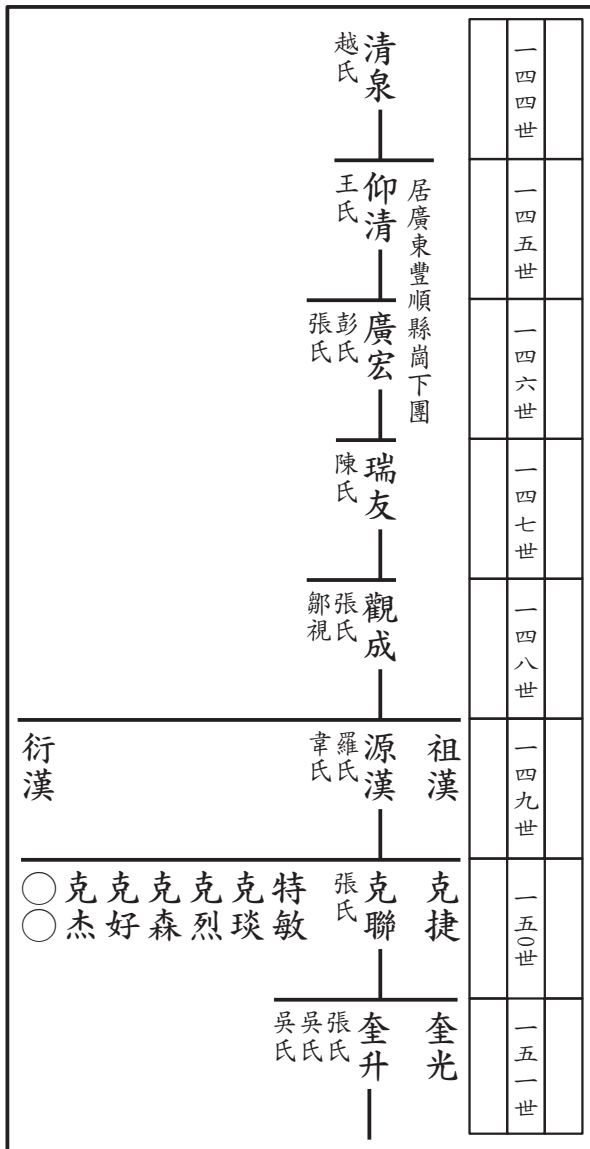 一四四世
清泉
越氏
一四五世
居廣東豐順縣崗下團
仰清
王氏
一四六世
廣宏
彭氏
張氏
一四七世
瑞友
陳氏
一四八世
觀成
張氏
鄒視
一四九世
祖漢
源漢
羅氏
韋氏
衍漢
一五0世
克捷
克聯
張氏
特敏
克琰
克烈
克森
克好
克杰
◯◯
一五一世
奎光
奎升
張氏
吳氏
吳氏